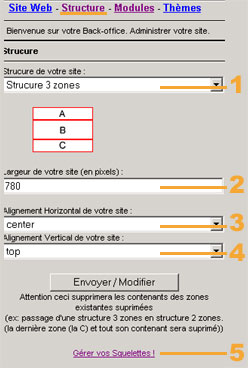 Site Web - Structure - Modules - Thèmes
Bienvenue sur votre Back-office. Administrer votre site.
Strucure
Strucure de votre site :
Strucure 3 zones
1
A
B
C
Largeur de votre site (en pixels) :
780
2
Alignement Horizontal de votre site :
center
3
Alignement Vertical de votre site :
top
4
Envoyer / Modifier
Attention ceci supprimera les contenants des zones
existantes suprimées
(ex: passage d'une structure 3 zones en structure 2 zones.
(la dernière zone (la C) et tout son contenant sera suprimé))
Gérer vos Squelettes !
5